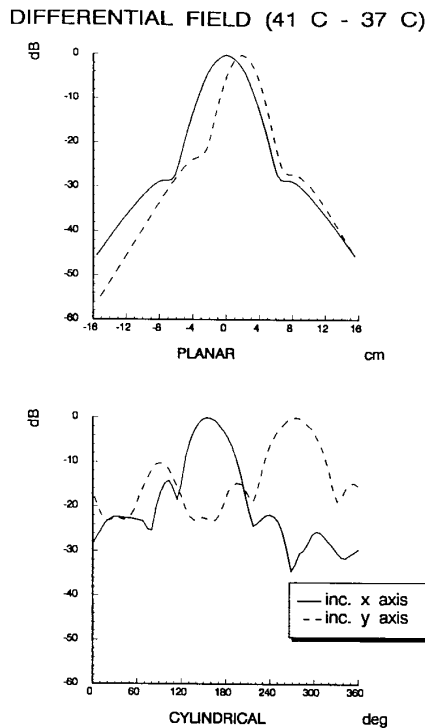 DIFFERENTIAL FIELD (41 C - 37 C)
dB
0
-10
-20
-30
-40
-50
-60
-16 -12 -8 -4 0 4 8 12 16
PLANAR cm
dB
0
-10
-20
-30
-40
-50
-60
inc. x axis
inc. y axis
0 60 120 180 240 300 360
CYLINDRICAL deg